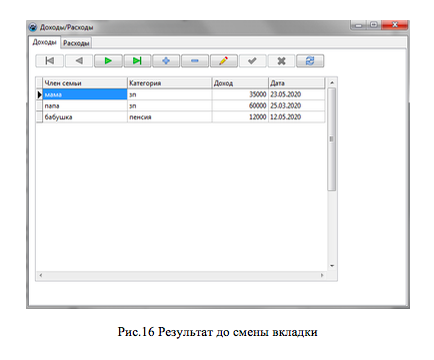 Доходы/Расходы
Доходы Расходы
Член семьи Категория Доход Дата
мама зп 35000 23.05.2020
папа зп 60000 25.03.2020
бабушка пенсия 12000 12.05.2020
Рис.16 Результат до смены вкладки